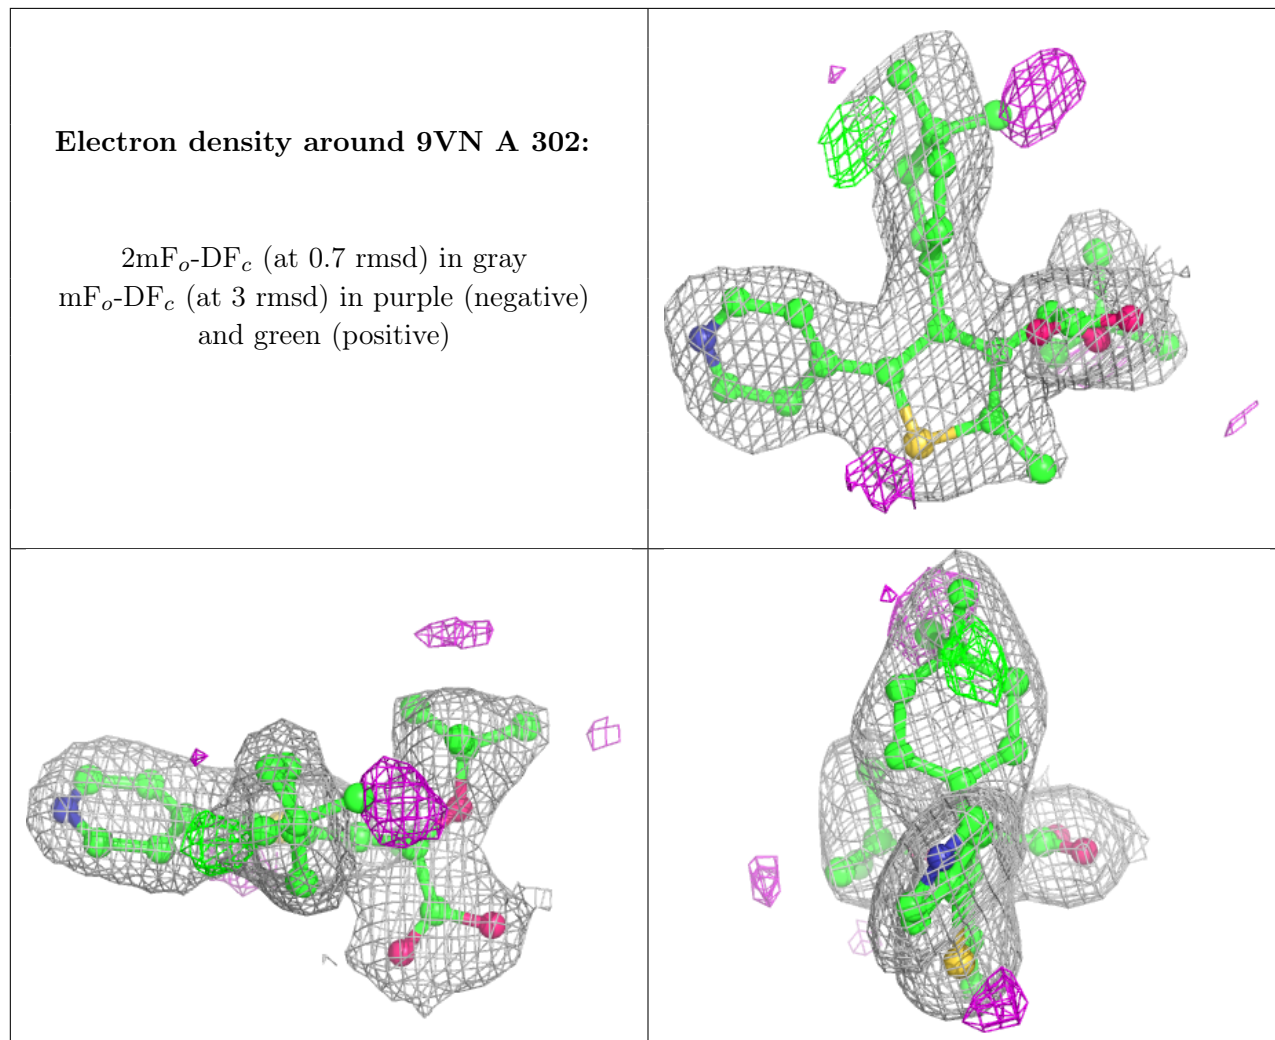 Electron density around 9VN A 302:
2mFo-DFc (at 0.7 rmsd) in gray
mFo-DFc (at 3 rmsd) in purple (negative)
and green (positive)